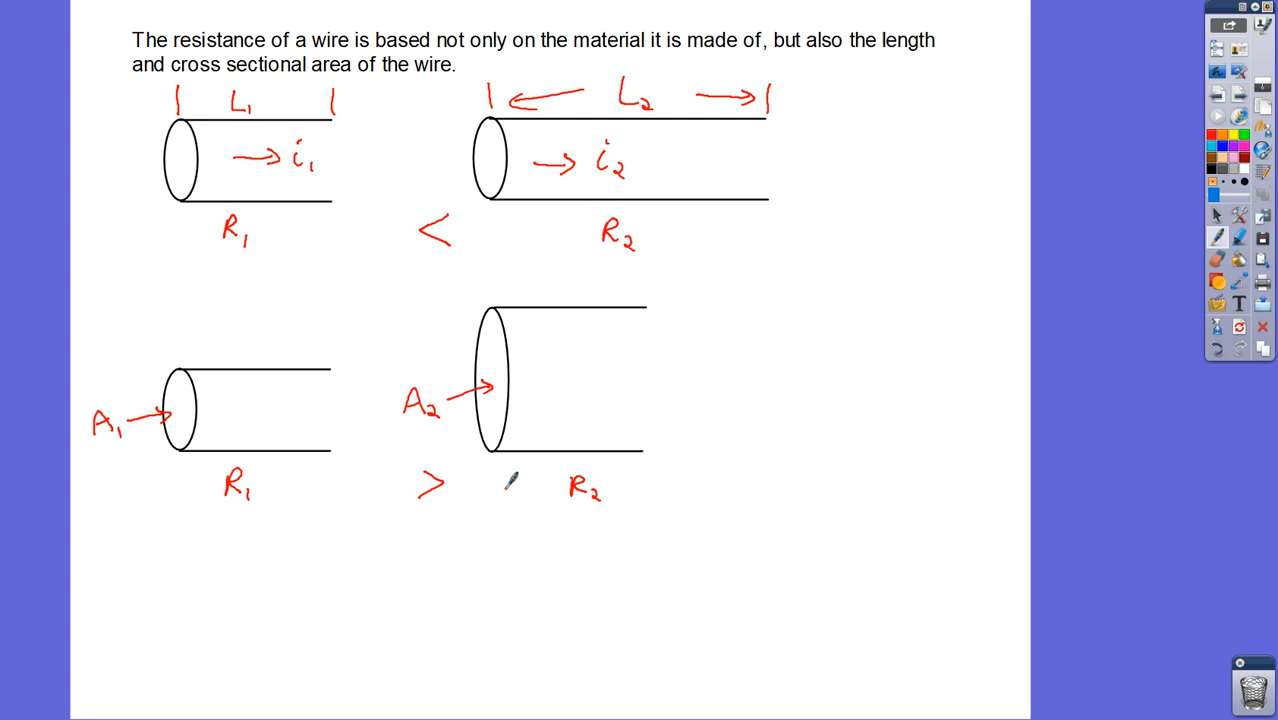 The resistance of a wire is based not only on the material it is made of, but also the length
and cross sectional area of the wire.
L₁
L₂
i₁
i₂
R₁ < R₂
A₁
A₂
R₁ > R₂
T